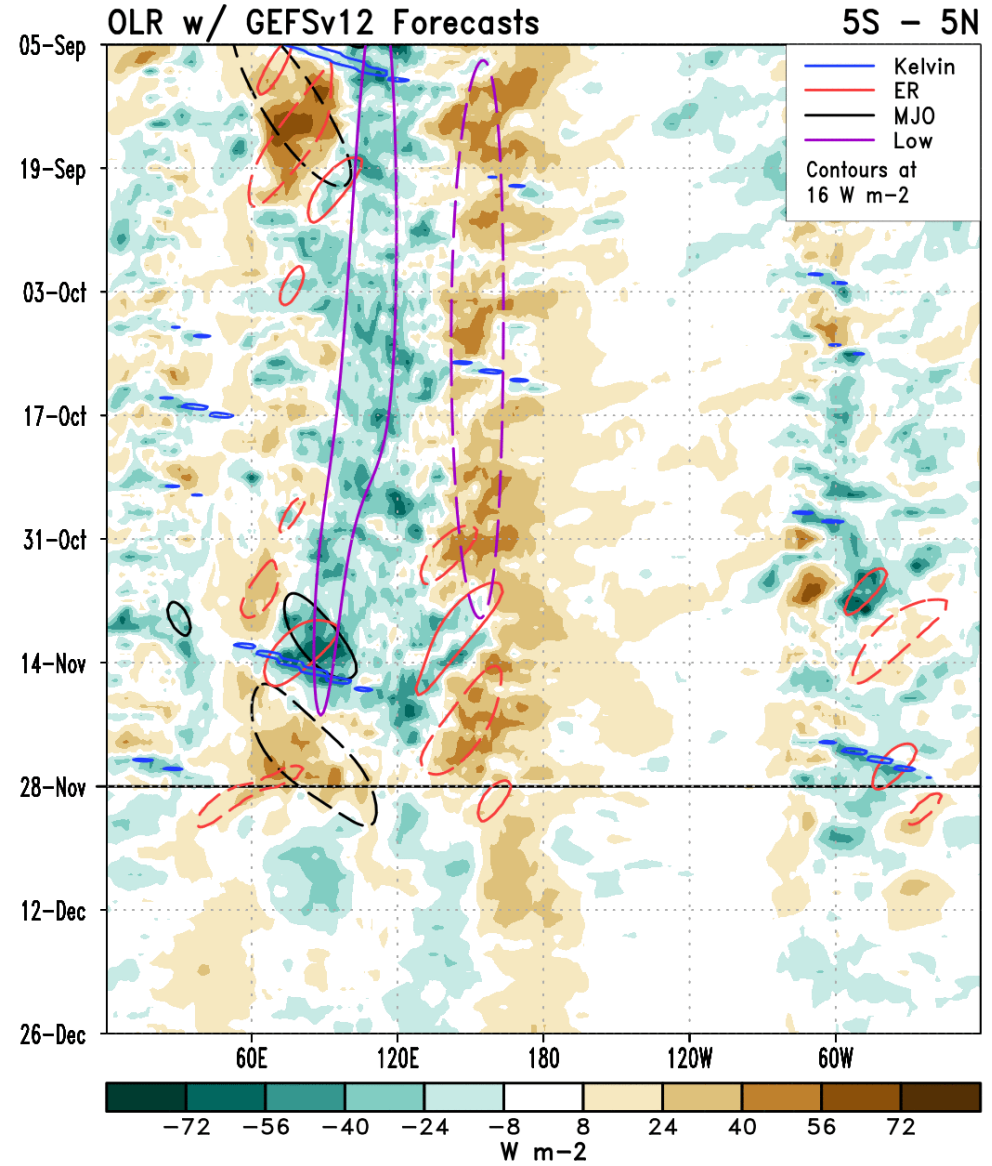 OLR w/ GEFSv12 Forecasts 5S − 5N
05-Sep
Kelvin
ER
MJO
Low
Contours at
16 W m-2
19-Sep
03-Oct
17-Oct
31-Oct
14-Nov
28-Nov
12-Dec
26-Dec
60E 120E 180 120W 60W
−72 −56 −40 −24 −8 8 24 40 56 72
W m-2